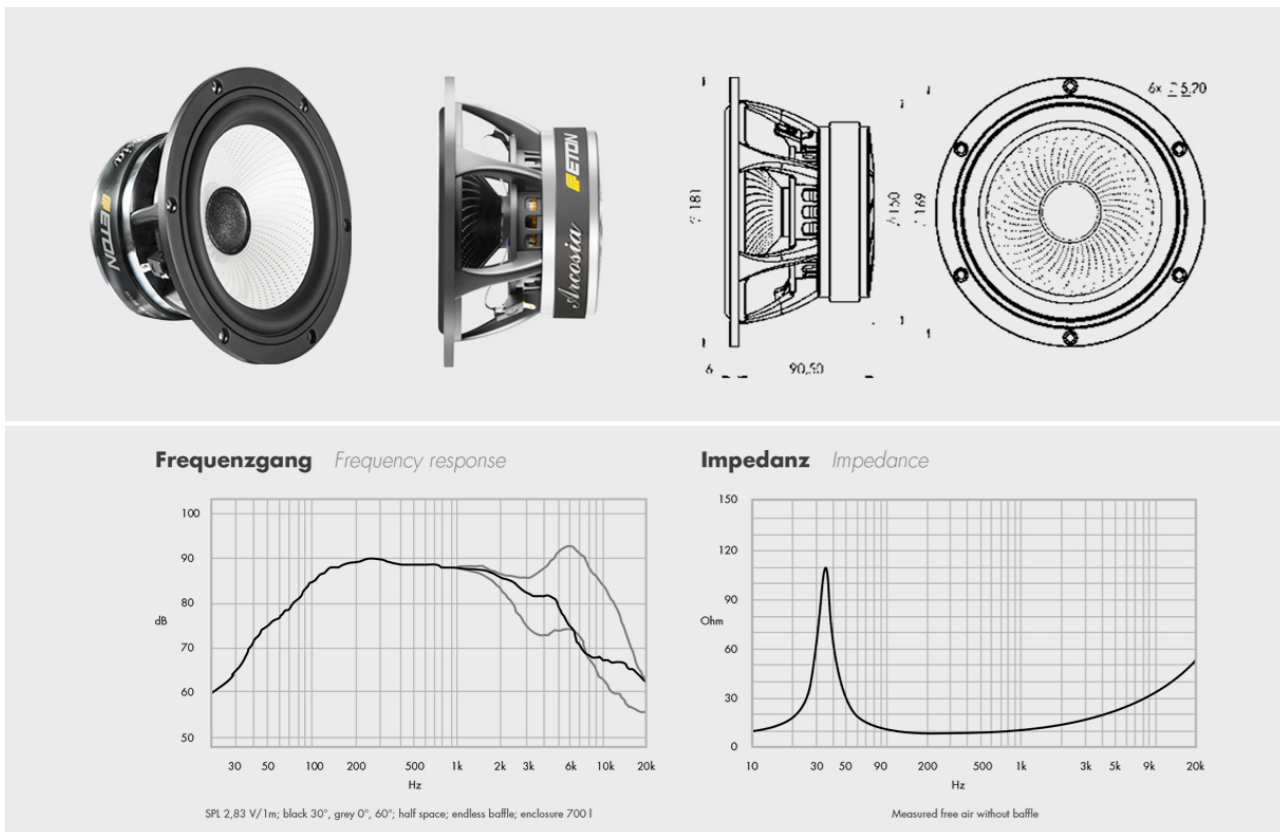 ETON
ETON
Arcosia
6x 5,20
181
150
169
6
90,50
Frequenzgang Frequency response
100
90
80
dB
70
60
50
30 50 100 200 500 1k 2k 3k 6k 10k 20k
Hz
SPL 2,83 V/1m; black 30°, grey 0°, 60°; half space; endless baffle; enclosure 700 l
Impedanz Impedance
150
120
90
Ohm
60
30
0
10 30 50 90 200 500 1k 3k 5k 9k 20k
Hz
Measured free air without baffle